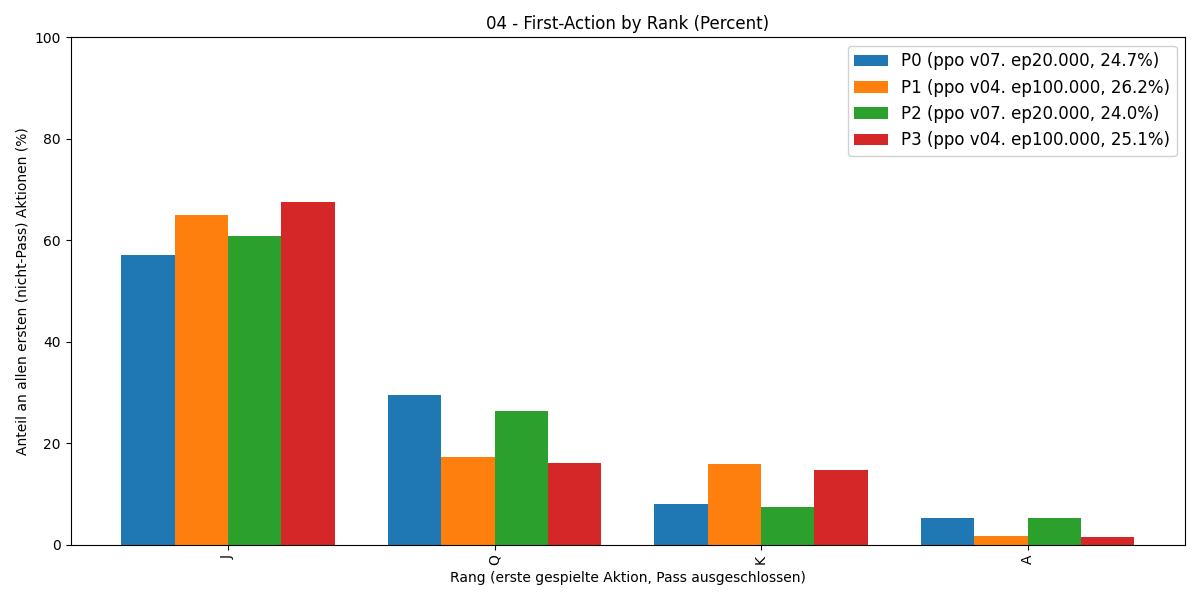 04 - First-Action by Rank (Percent)
Anteil an allen ersten (nicht-Pass) Aktionen (%)
100
80
60
40
20
0
P0 (ppo v07. ep20.000, 24.7%)
P1 (ppo v04. ep100.000, 26.2%)
P2 (ppo v07. ep20.000, 24.0%)
P3 (ppo v04. ep100.000, 25.1%)
J
Q
K
A
Rang (erste gespielte Aktion, Pass ausgeschlossen)